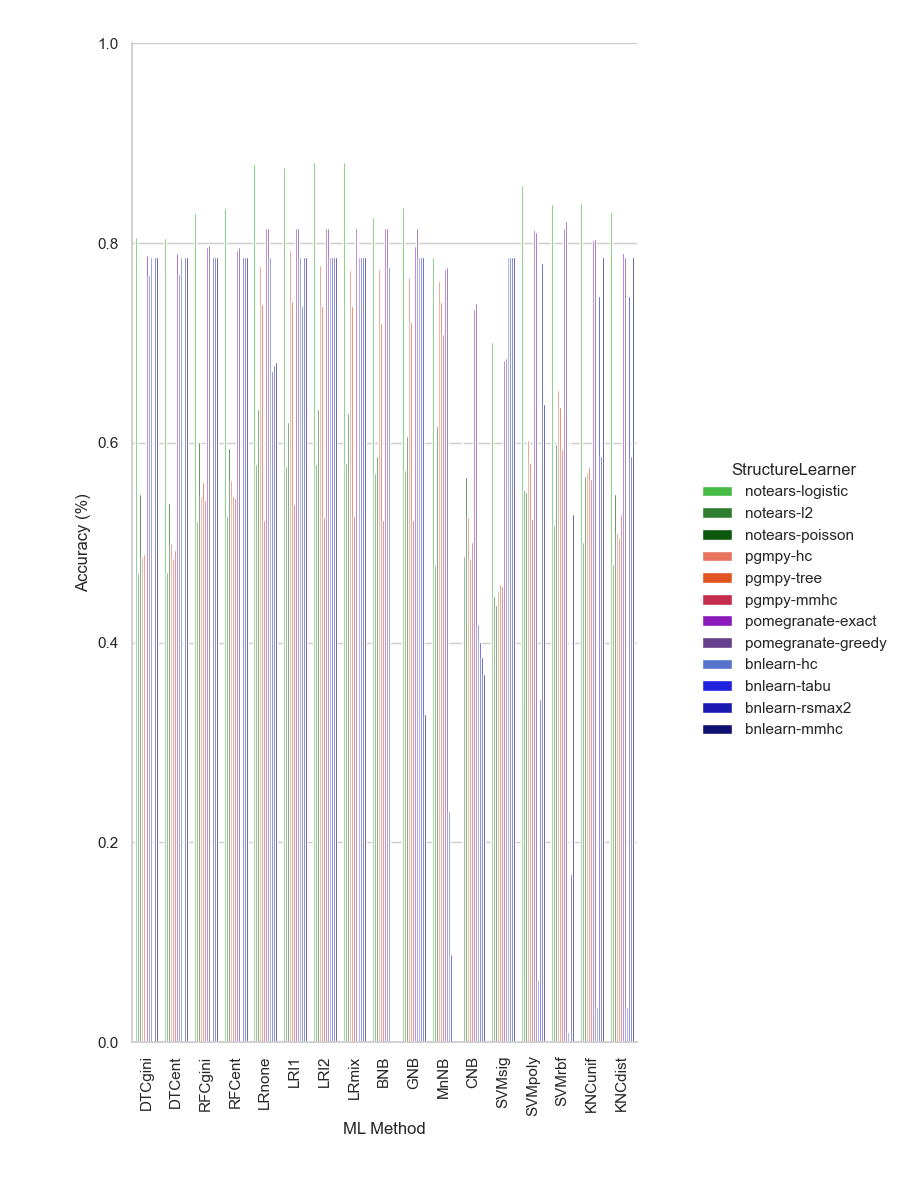 1.0
0.8
0.6
0.4
0.2
0.0
Accuracy (%)
DTCgini
DTCent
RFCgini
RFCent
LRnone
LRl1
LRl2
LRmix
BNB
GNB
MnNB
CNB
SVMsig
SVMpoly
SVMrbf
KNCunif
KNCdist
ML Method
StructureLearner
notears-logistic
notears-l2
notears-poisson
pgmpy-hc
pgmpy-tree
pgmpy-mmhc
pomegranate-exact
pomegranate-greedy
bnlearn-hc
bnlearn-tabu
bnlearn-rsmax2
bnlearn-mmhc